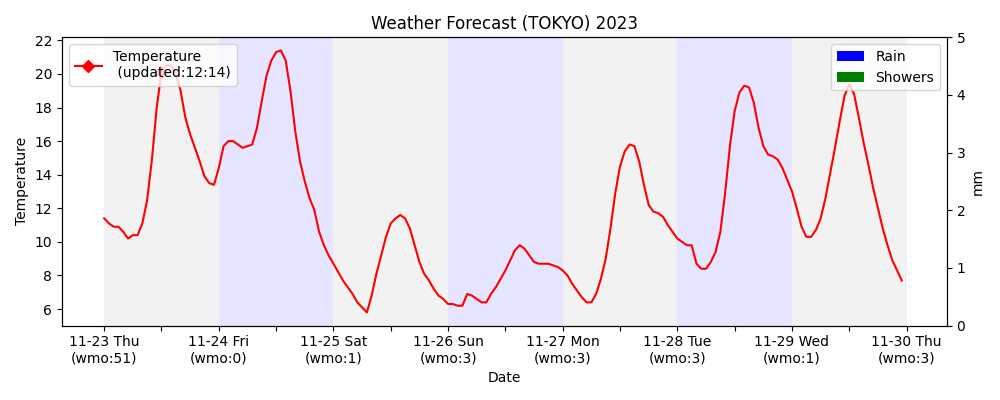 Weather Forecast (TOKYO) 2023
Temperature
(updated:12:14)
Rain
Showers
22
20
18
16
14
12
10
8
6
Temperature
5
4
3
2
1
0
mm
11-23 Thu
(wmo:51)
11-24 Fri
(wmo:0)
11-25 Sat
(wmo:1)
11-26 Sun
(wmo:3)
11-27 Mon
(wmo:3)
11-28 Tue
(wmo:3)
11-29 Wed
(wmo:1)
11-30 Thu
(wmo:3)
Date